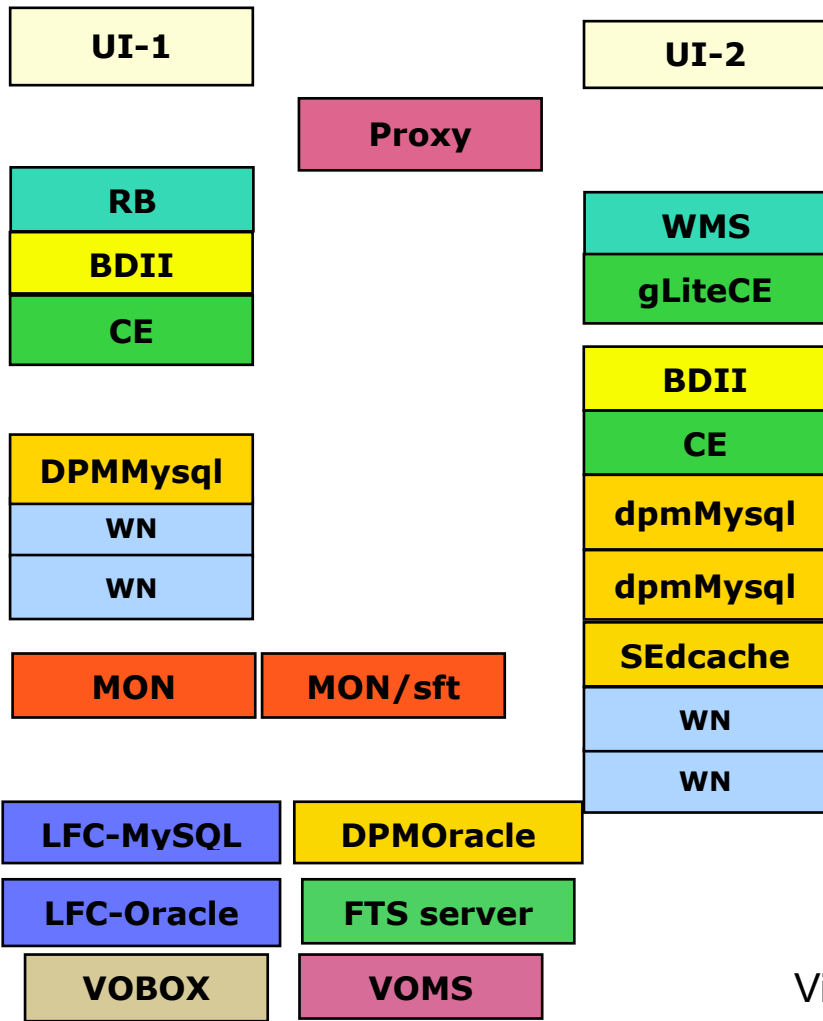 UI-1
UI-2
Proxy
RB
BDII
CE
WMS
gLiteCE
BDII
CE
DPMMysql
WN
WN
dpmMysql
dpmMysql
SEdcache
WN
WN
MON
MON/sft
LFC-MySQL
DPMOracle
LFC-Oracle
FTS server
VOBOX
VOMS